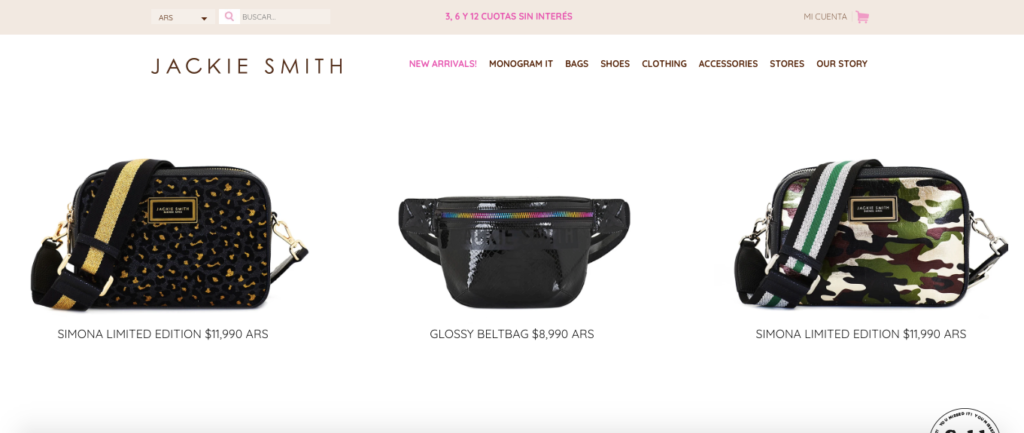 ARS
BUSCAR...
3, 6 Y 12 CUOTAS SIN INTERÉS
MI CUENTA
JACKIE SMITH
NEW ARRIVALS! MONOGRAM IT BAGS SHOES CLOTHING ACCESSORIES STORES OUR STORY
JACKIE SMITH
JACKIE SMITH
JACKIE SMITH
SIMONA LIMITED EDITION $11,990 ARS
GLOSSY BELTBAG $8,990 ARS
SIMONA LIMITED EDITION $11,990 ARS